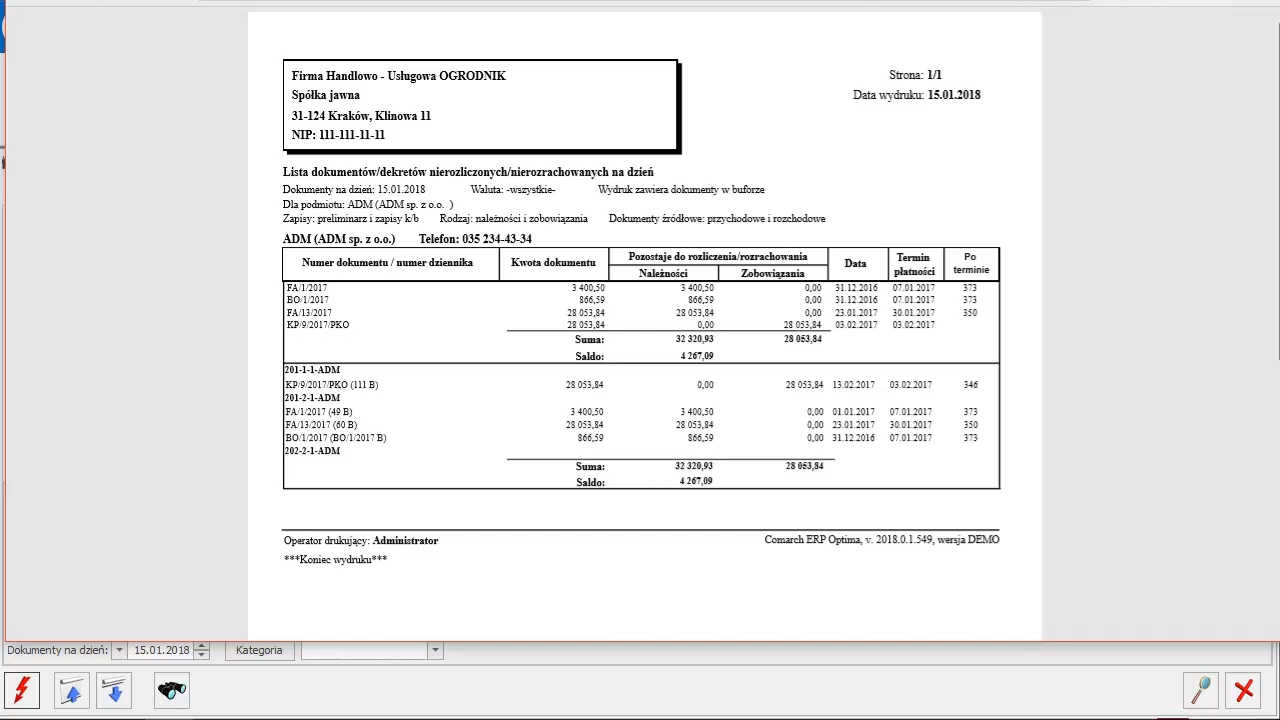 Firma Handlowo - Usługowa OGRODNIK
Spółka jawna
31-124 Kraków, Klinowa 11
NIP: 111-111-11-11
Strona: 1/1
Data wydruku: 15.01.2018
Lista dokumentów/dekretów nierozliczonych/nierozrachowanych na dzień
Dokumenty na dzień: 15.01.2018 Waluta: -wszystkie- Wydruk zawiera dokumenty w buforze
Dla podmiotu: ADM (ADM sp. z o.o. )
Zapisy: preliminarz i zapisy k/b Rodzaj: należności i zobowiązania Dokumenty źródłowe: przychodowe i rozchodowe
ADM (ADM sp. z o.o.) Telefon: 035 234-43-34
Numer dokumentu / numer dziennika Kwota dokumentu Pozostaje do rozliczenia/rozrachowania Należności Zobowiązania Data Termin płatności Po terminie
FA/1/2017 3 400,50 3 400,50 0,00 31.12.2016 07.01.2017 373
BO/1/2017 866,59 866,59 0,00 31.12.2016 07.01.2017 373
FA/13/2017 28 053,84 28 053,84 0,00 23.01.2017 30.01.2017 350
KP/9/2017/PKO 28 053,84 0,00 28 053,84 03.02.2017 03.02.2017
Suma: 32 320,93 28 053,84
Saldo: 4 267,09
201-1-1-ADM
KP/9/2017/PKO (111 B) 28 053,84 0,00 28 053,84 13.02.2017 03.02.2017 346
201-2-1-ADM
FA/1/2017 (49 B) 3 400,50 3 400,50 0,00 01.01.2017 07.01.2017 373
FA/13/2017 (60 B) 28 053,84 28 053,84 0,00 23.01.2017 30.01.2017 350
BO/1/2017 (BO/1/2017 B) 866,59 866,59 0,00 31.12.2016 07.01.2017 373
202-2-1-ADM
Suma: 32 320,93 28 053,84
Saldo: 4 267,09
Operator drukujący: Administrator Comarch ERP Optima, v. 2018.0.1.549, wersja DEMO
***Koniec wydruku***
Dokumenty na dzień: 15.01.2018 Kategoria